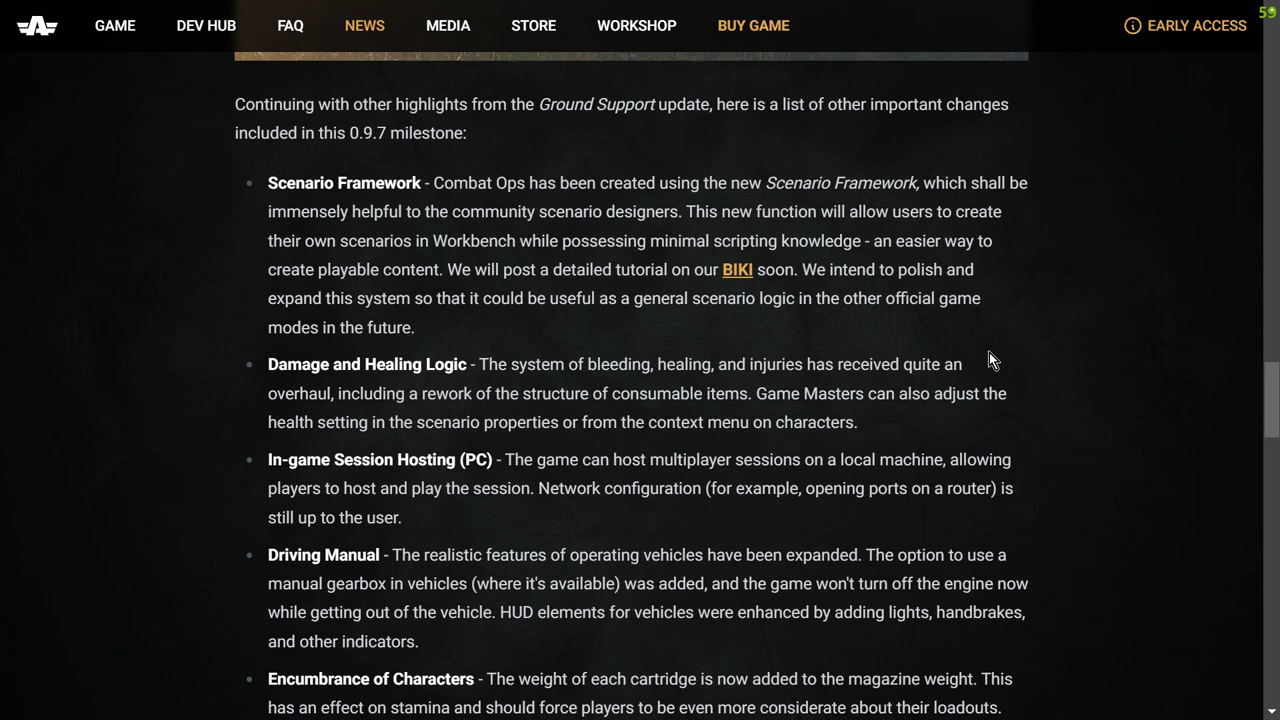 GAME DEV HUB FAQ NEWS MEDIA STORE WORKSHOP BUY GAME EARLY ACCESS 59
Continuing with other highlights from the Ground Support update, here is a list of other important changes
included in this 0.9.7 milestone:
Scenario Framework - Combat Ops has been created using the new Scenario Framework, which shall be
immensely helpful to the community scenario designers. This new function will allow users to create
their own scenarios in Workbench while possessing minimal scripting knowledge - an easier way to
create playable content. We will post a detailed tutorial on our BIKI soon. We intend to polish and
expand this system so that it could be useful as a general scenario logic in the other official game
modes in the future.
Damage and Healing Logic - The system of bleeding, healing, and injuries has received quite an
overhaul, including a rework of the structure of consumable items. Game Masters can also adjust the
health setting in the scenario properties or from the context menu on characters.
In-game Session Hosting (PC) - The game can host multiplayer sessions on a local machine, allowing
players to host and play the session. Network configuration (for example, opening ports on a router) is
still up to the user.
Driving Manual - The realistic features of operating vehicles have been expanded. The option to use a
manual gearbox in vehicles (where it's available) was added, and the game won't turn off the engine now
while getting out of the vehicle. HUD elements for vehicles were enhanced by adding lights, handbrakes,
and other indicators.
Encumbrance of Characters - The weight of each cartridge is now added to the magazine weight. This
has an effect on stamina and should force players to be even more considerate about their loadouts.